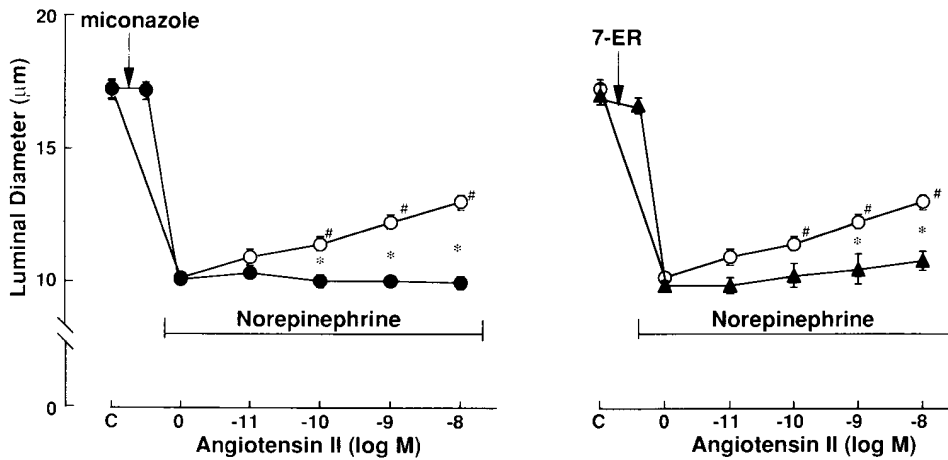 20
miconazole
7-ER
15
#
#
#
*
*
*
#
#
#
*
*
10
Luminal Diameter (μm)
Norepinephrine
Norepinephrine
0
C 0 -11 -10 -9 -8
C 0 -11 -10 -9 -8
Angiotensin II (log M)
Angiotensin II (log M)